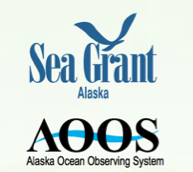 Sea Grant
Alaska
AOOS
Alaska Ocean Observing System